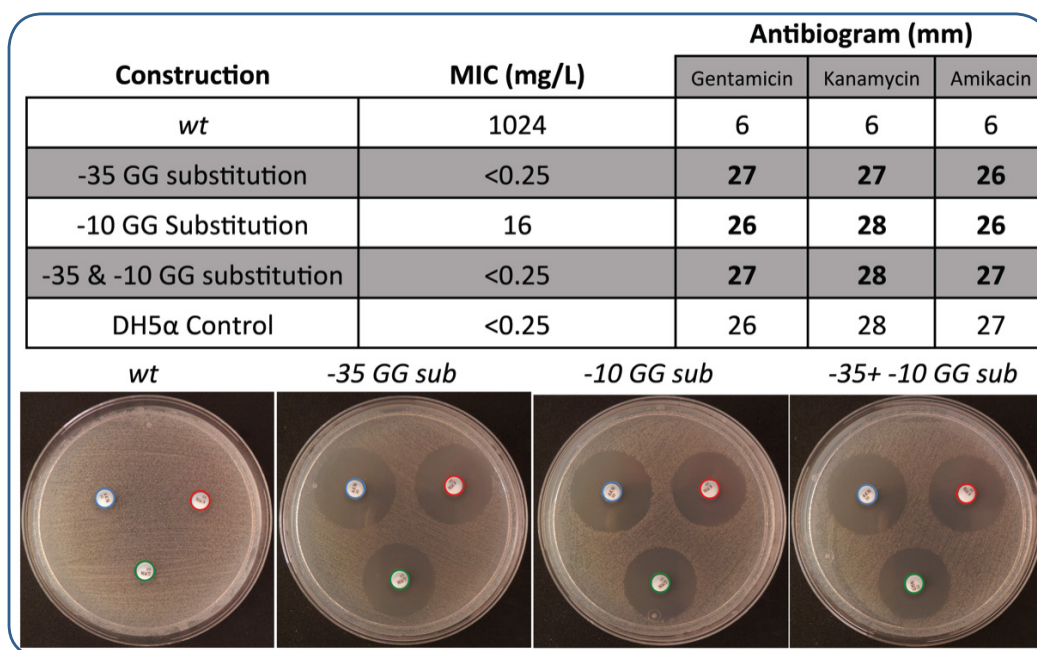 Antibiogram (mm)
Construction MIC (mg/L) Gentamicin Kanamycin Amikacin
wt 1024 6 6 6
-35 GG substitution <0.25 27 27 26
-10 GG Substitution 16 26 28 26
-35 & -10 GG substitution <0.25 27 28 27
DH5α Control <0.25 26 28 27
wt -35 GG sub -10 GG sub -35+ -10 GG sub